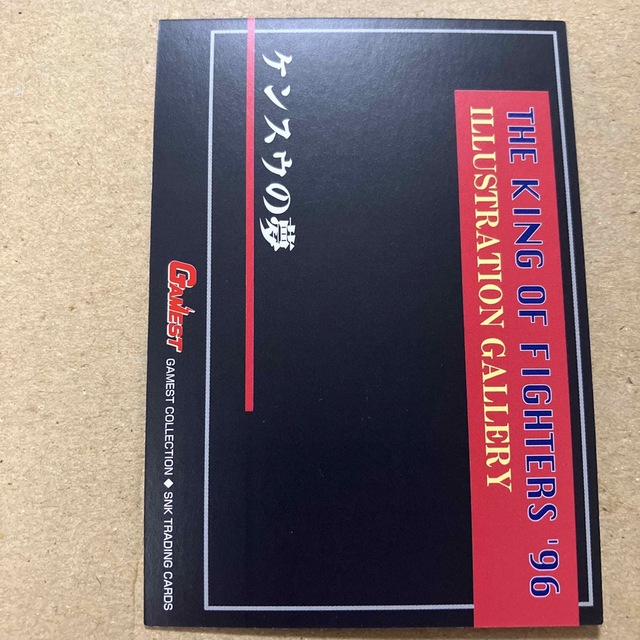 THE KING OF FIGHTERS '96
ILLUSTRATION GALLERY
ケンスウの夢
GAMEST GAMEST COLLECTION ◆ SNK TRADING CARDS